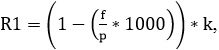 R1 = (1 − (f/p * 1000)) * k,